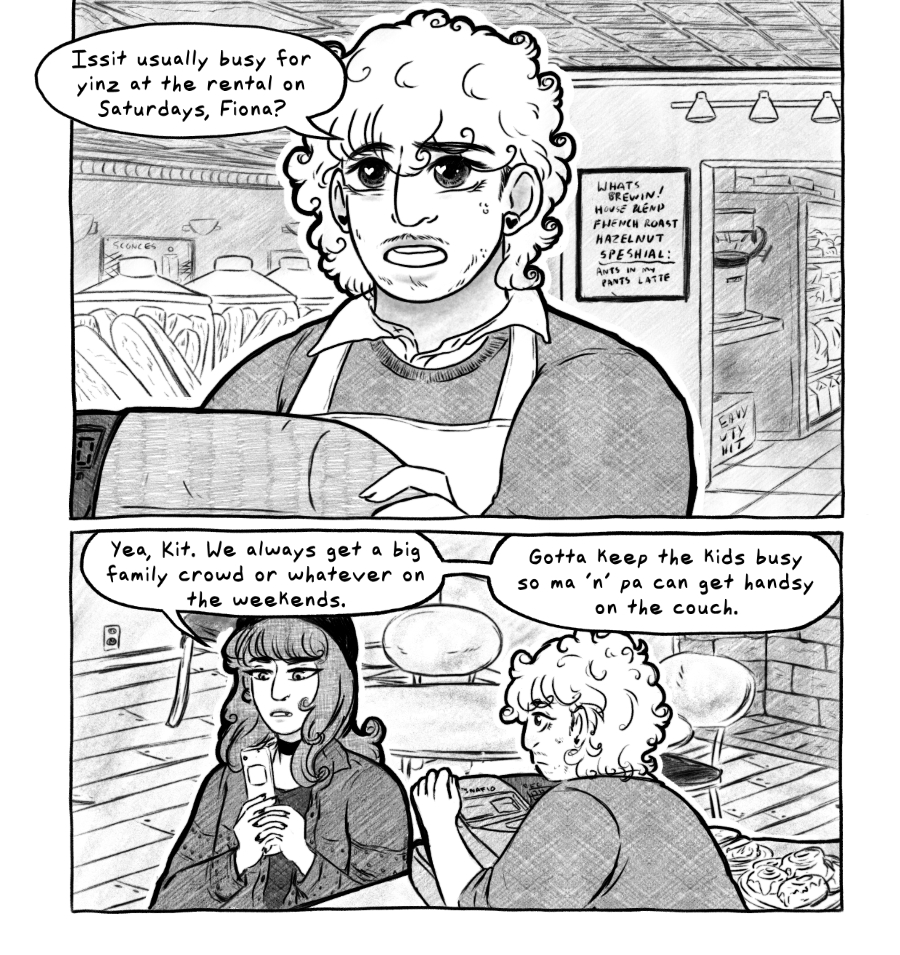 Issit usually busy for
yinz at the rental on
Saturdays, Fiona?
WHATS
BREWIN!
HOUSE BLEND
FWENCH ROAST
HAZELNUT
SPESHIAL:
ANTS IN MY
PANTS LATTE
SCONCES
Yea, Kit. We always get a big
family crowd or whatever on
the weekends.
Gotta keep the kids busy
so ma 'n' pa can get handsy
on the couch.